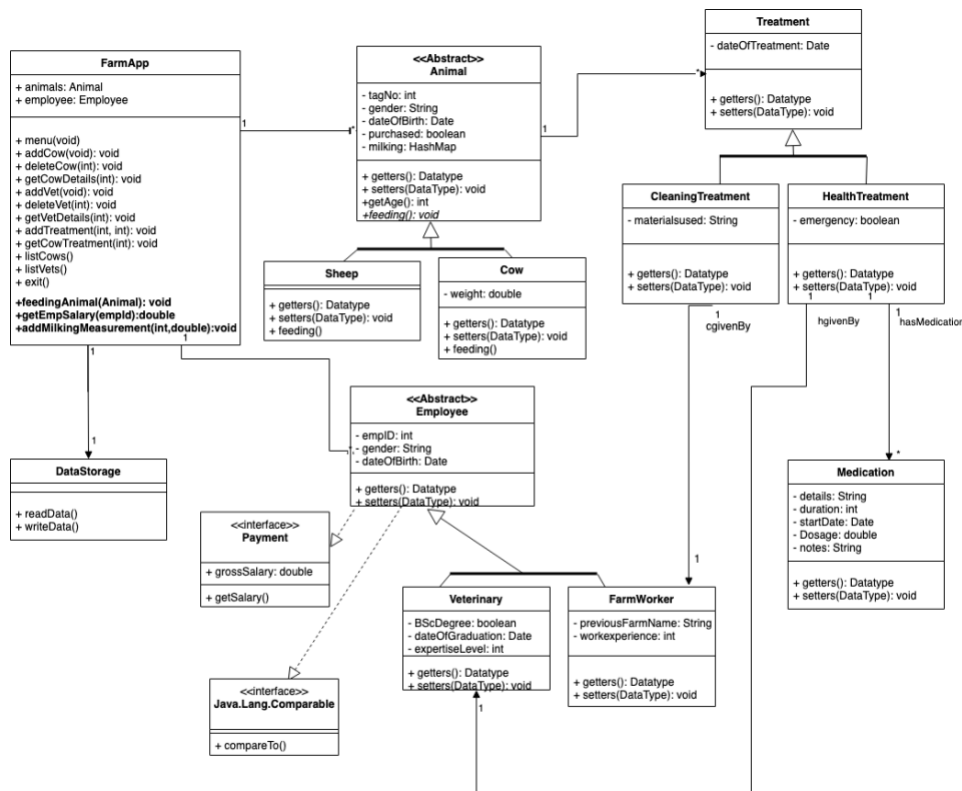 FarmApp
+ animals: Animal
+ employee: Employee
+ menu(void)
+ addCow(void): void
+ deleteCow(int): void
+ getCowDetails(int): void
+ addVet(void): void
+ deleteVet(int): void
+ getVetDetails(int): void
+ addTreatment(int, int): void
+ getCowTreatment(int): void
+ listCows()
+ listVets()
+ exit()
+feedingAnimal(Animal): void
+getEmpSalary(empId):double
+addMilkingMeasurement(int,double):void
1
*
1
1
1
*
<<Abstract>>
Animal
- tagNo: int
- gender: String
- dateOfBirth: Date
- purchased: boolean
- milking: HashMap
+ getters(): Datatype
+ setters(DataType): void
+getAge(): int
+feeding(): void
1
*
Treatment
- dateOfTreatment: Date
+ getters(): Datatype
+ setters(DataType): void
Sheep
+ getters(): Datatype
+ setters(DataType): void
+ feeding()
Cow
- weight: double
+ getters(): Datatype
+ setters(DataType): void
+ feeding()
CleaningTreatment
- materialsused: String
+ getters(): Datatype
+ setters(DataType): void
1
cgivenBy
1
HealthTreatment
- emergency: boolean
+ getters(): Datatype
+ setters(DataType): void
1
hgivenBy
1
1
hasMedication
*
DataStorage
+ readData()
+ writeData()
<<Abstract>>
Employee
- empID: int
- gender: String
- dateOfBirth: Date
+ getters(): Datatype
+ setters(DataType): void
<<interface>>
Payment
+ grossSalary: double
+ getSalary()
<<interface>>
Java.Lang.Comparable
+ compareTo()
Veterinary
- BScDegree: boolean
- dateOfGraduation: Date
- expertiseLevel: int
+ getters(): Datatype
+ setters(DataType): void
FarmWorker
- previousFarmName: String
- workexperience: int
+ getters(): Datatype
+ setters(DataType): void
Medication
- details: String
- duration: int
- startDate: Date
- Dosage: double
- notes: String
+ getters(): Datatype
+ setters(DataType): void